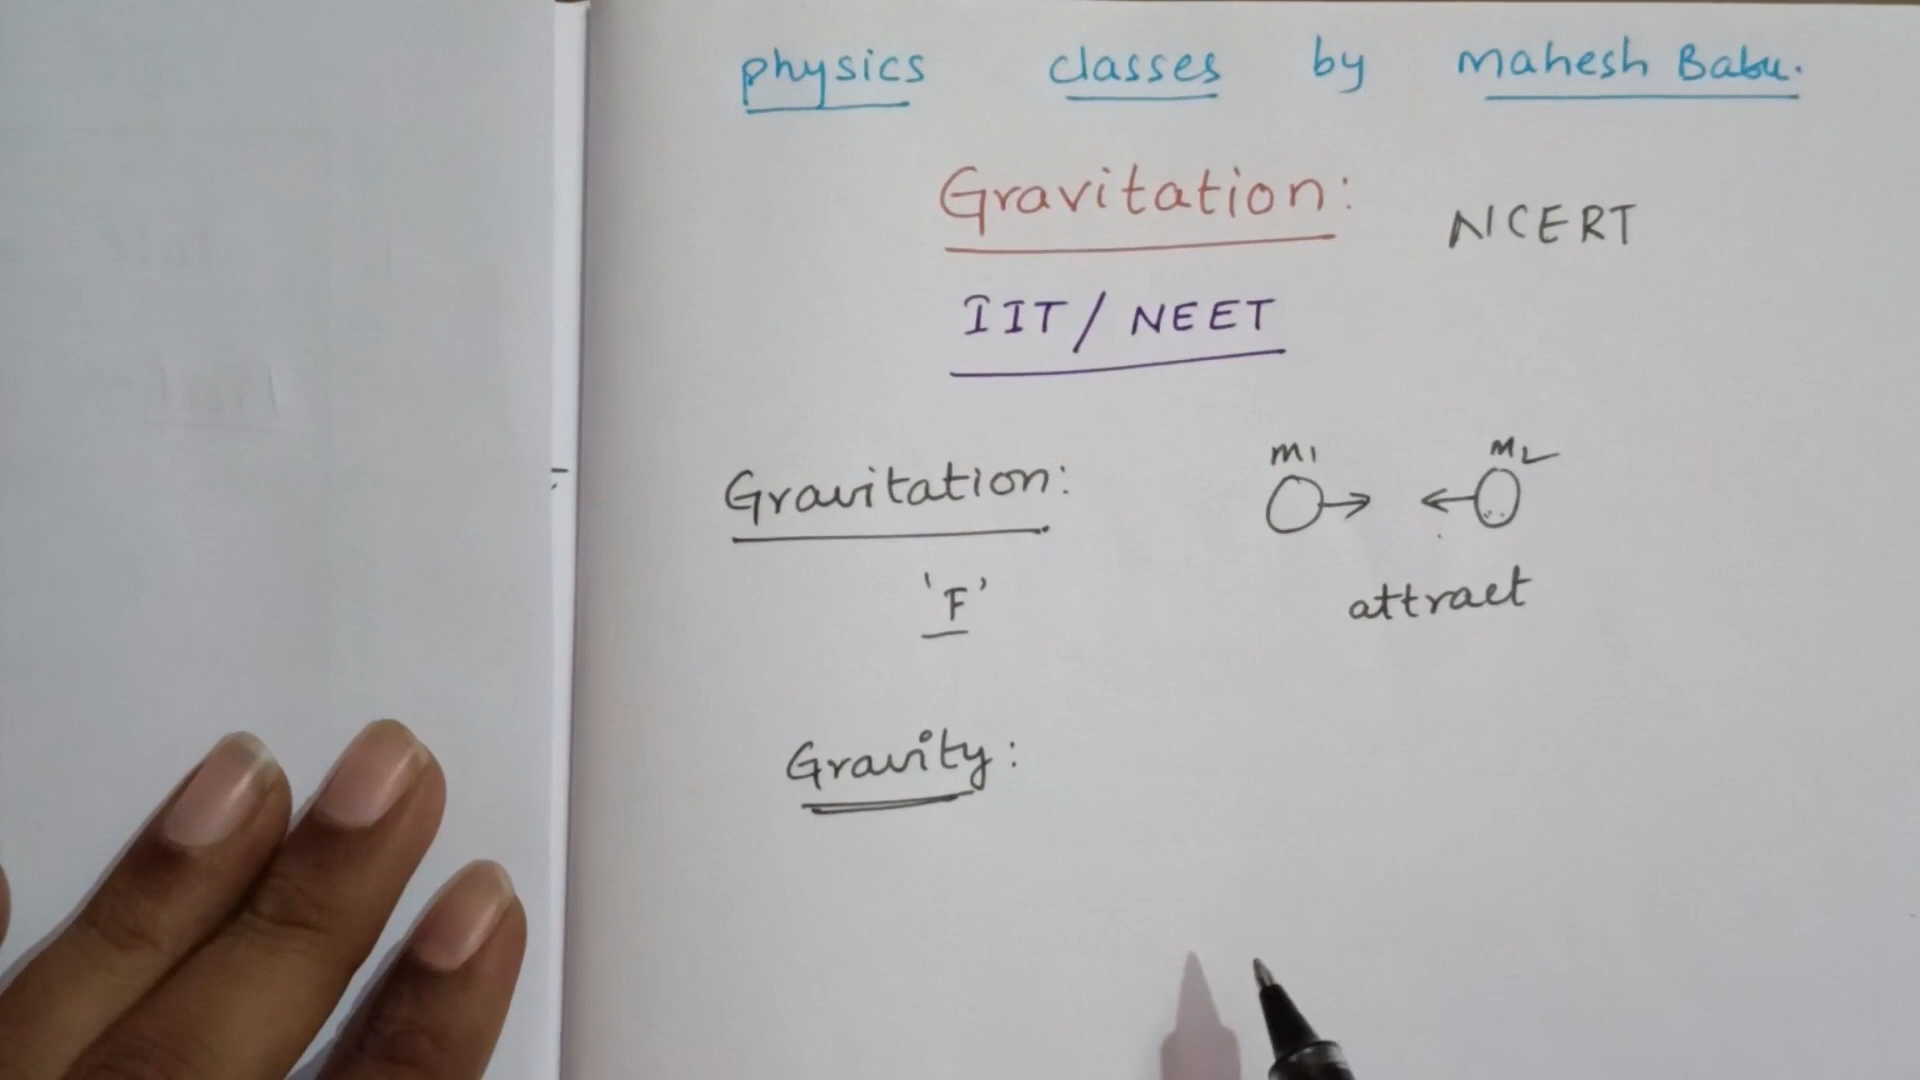 physics classes by mahesh Babu.
Gravitation:
NCERT
IIT / NEET
Gravitation:
m1 m2
'F'
attract
Gravity: